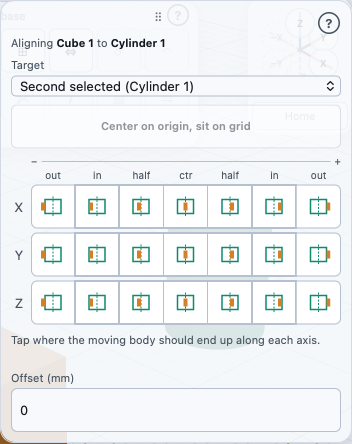 base
?
?
Z
Y
X
Aligning Cube 1 to Cylinder 1
Target
Second selected (Cylinder 1)
Center on origin, sit on grid
Home
− +
out in half ctr half in out
X
Y
Z
Tap where the moving body should end up along each axis.
Offset (mm)
0